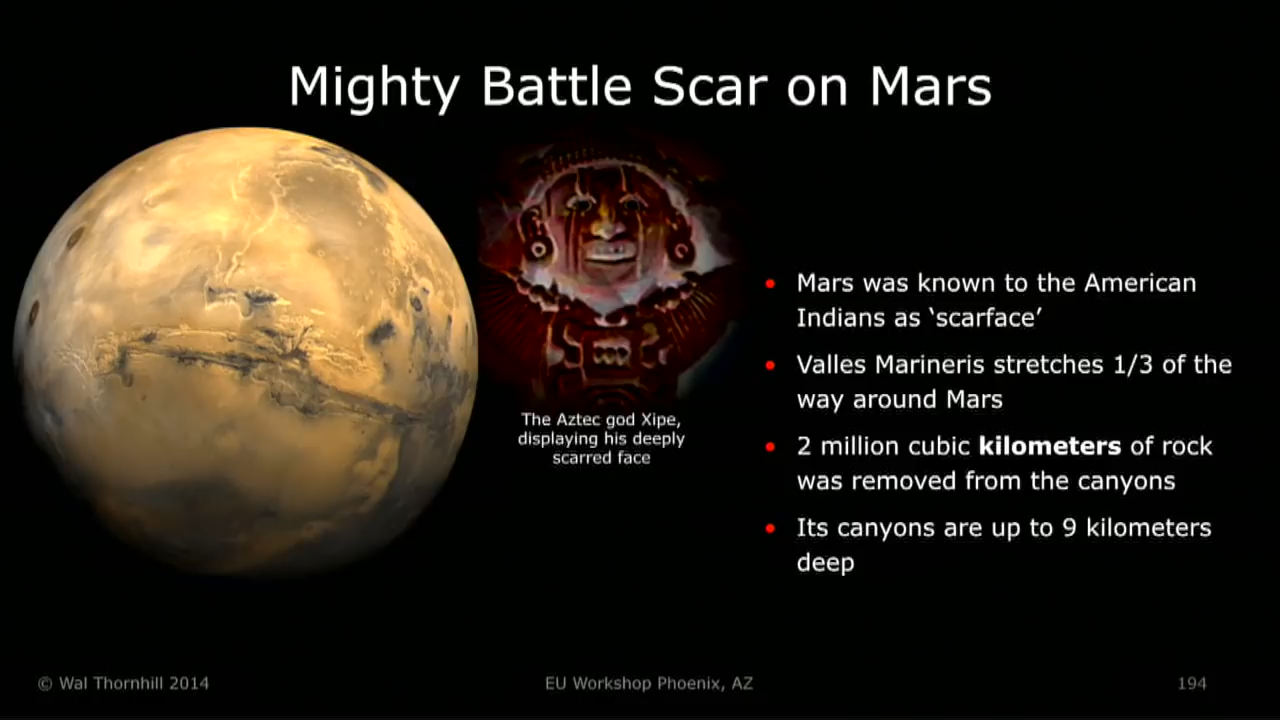 Mighty Battle Scar on Mars
The Aztec god Xipe,
displaying his deeply
scarred face
• Mars was known to the American
Indians as ‘scarface’
• Valles Marineris stretches 1/3 of the
way around Mars
• 2 million cubic kilometers of rock
was removed from the canyons
• Its canyons are up to 9 kilometers
deep
© Wal Thornhill 2014
EU Workshop Phoenix, AZ
194